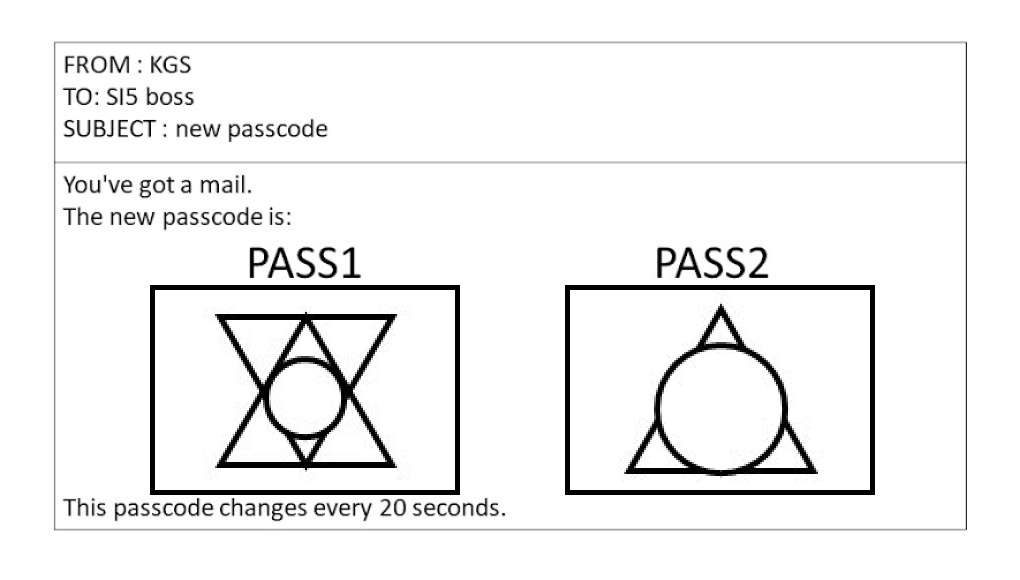 FROM : KGS
TO: SI5 boss
SUBJECT : new passcode
You've got a mail.
The new passcode is:
PASS1 PASS2
This passcode changes every 20 seconds.